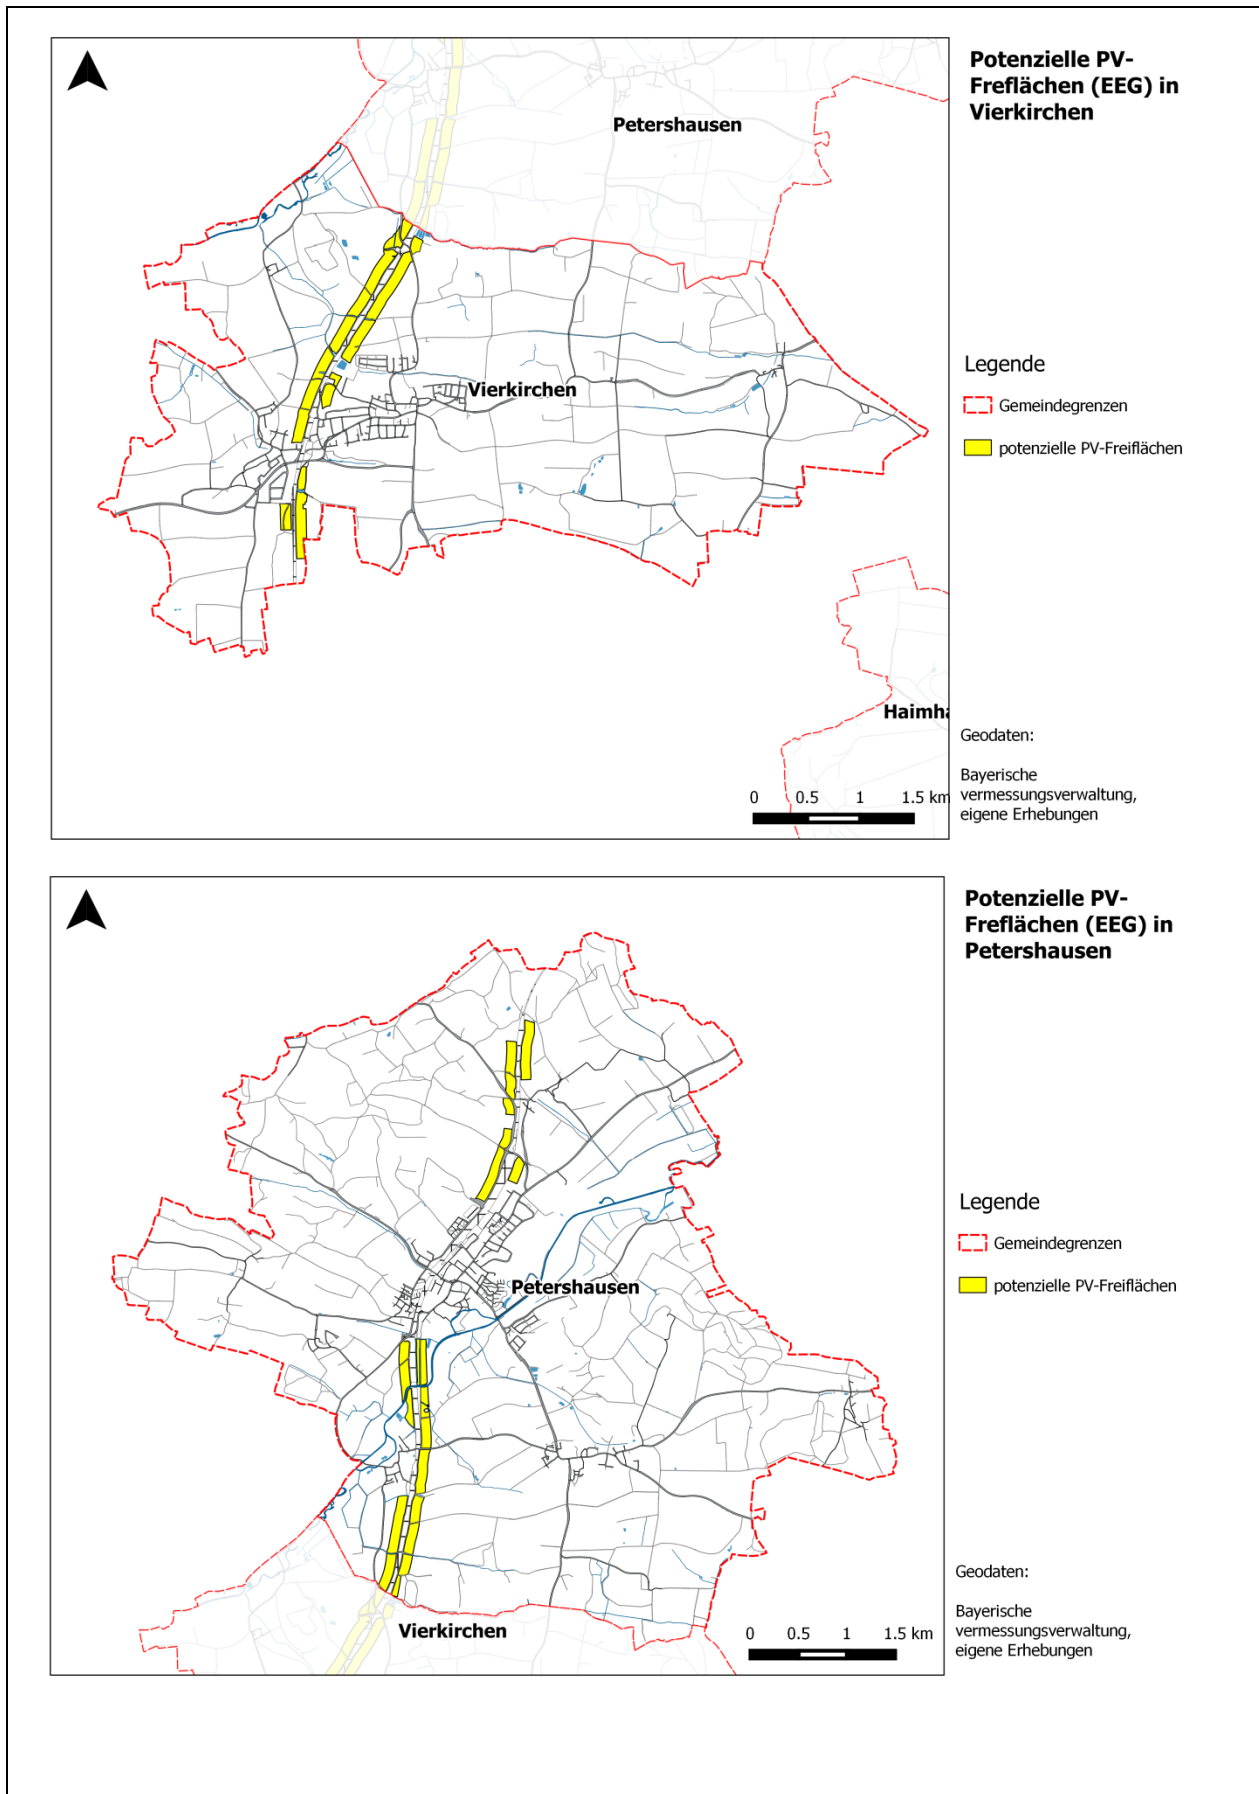 Potenzielle PV-
Freflächen (EEG) in
Vierkirchen
Petershausen
Vierkirchen
Legende
Gemeindegrenzen
potenzielle PV-Freiflächen
Haimha
Geodaten:
Bayerische
vermessungsverwaltung,
eigene Erhebungen
0 0.5 1 1.5 km
Potenzielle PV-
Freflächen (EEG) in
Petershausen
Legende
Gemeindegrenzen
potenzielle PV-Freiflächen
Petershausen
Geodaten:
Bayerische
vermessungsverwaltung,
eigene Erhebungen
Vierkirchen
0 0.5 1 1.5 km